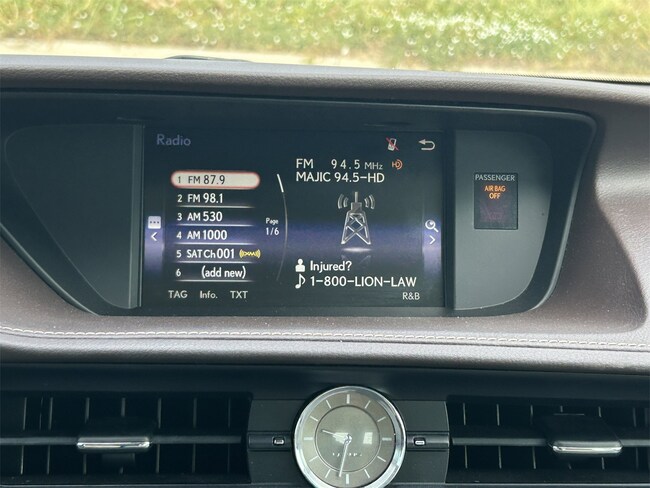 Radio
1 FM 87.9
2 FM 98.1
3 AM 530
4 AM 1000
5 SAT Ch 001 ((XM))
6 (add new)
Page
1/6
TAG Info. TXT
FM 94.5 MHz
MAJIC 94.5-HD
Injured?
1-800-LION-LAW
R&B
PASSENGER
AIR BAG
OFF